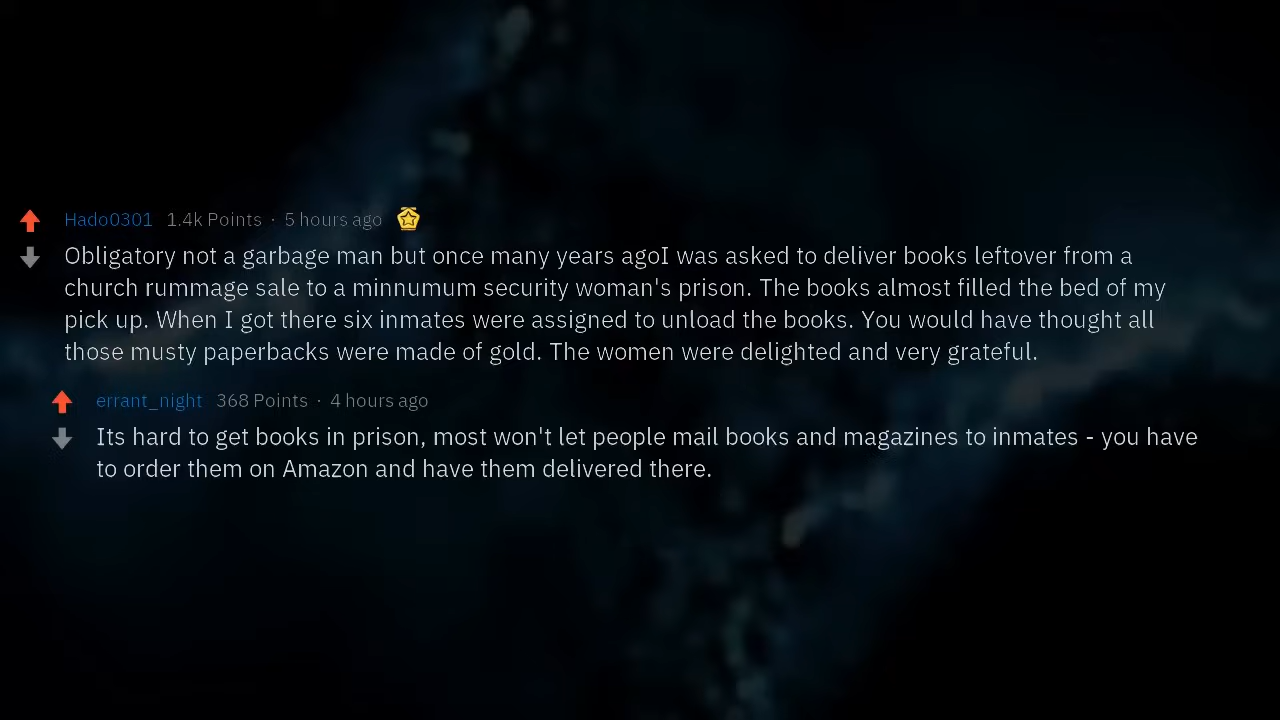 Hado0301 1.4k Points · 5 hours ago
Obligatory not a garbage man but once many years agoI was asked to deliver books leftover from a
church rummage sale to a minnumum security woman's prison. The books almost filled the bed of my
pick up. When I got there six inmates were assigned to unload the books. You would have thought all
those musty paperbacks were made of gold. The women were delighted and very grateful.
errant_night 368 Points · 4 hours ago
Its hard to get books in prison, most won't let people mail books and magazines to inmates - you have
to order them on Amazon and have them delivered there.